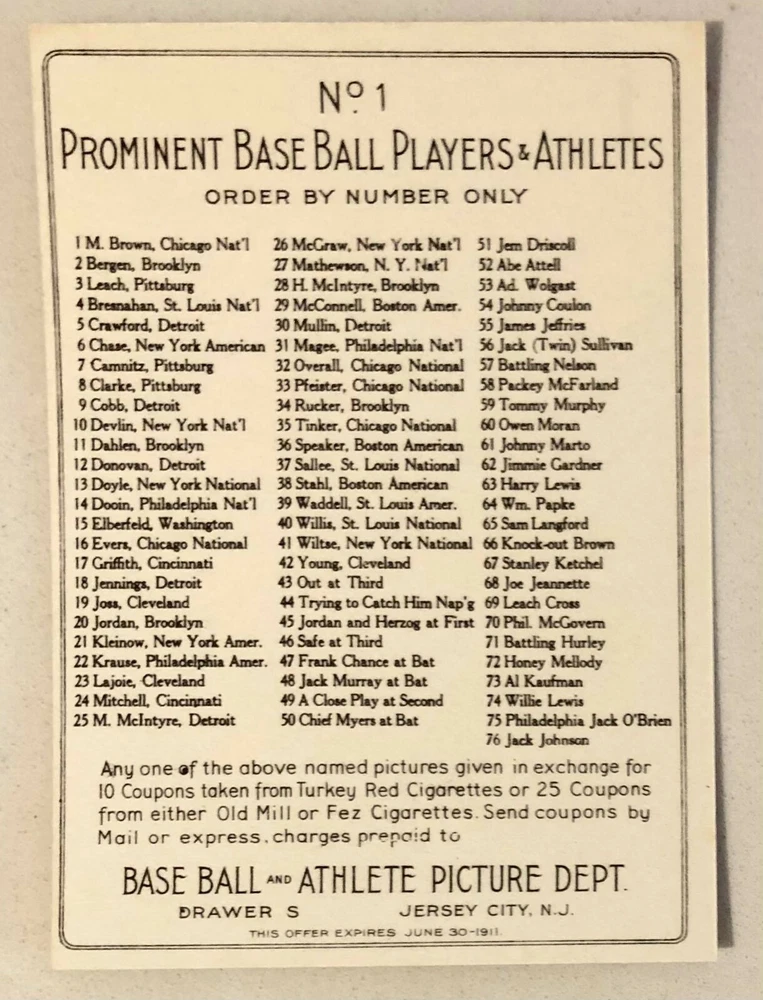 Nº 1
PROMINENT BASE BALL PLAYERS & ATHLETES
ORDER BY NUMBER ONLY
1 M. Brown, Chicago Nat'l
2 Bergen, Brooklyn
3 Leach, Pittsburg
4 Bresnahan, St. Louis Nat'l
5 Crawford, Detroit
6 Chase, New York American
7 Camnitz, Pittsburg
8 Clarke, Pittsburg
9 Cobb, Detroit
10 Devlin, New York Nat'l
11 Dahlen, Brooklyn
12 Donovan, Detroit
13 Doyle, New York National
14 Dooin, Philadelphia Nat'l
15 Elberfeld, Washington
16 Evers, Chicago National
17 Griffith, Cincinnati
18 Jennings, Detroit
19 Joss, Cleveland
20 Jordan, Brooklyn
21 Kleinow, New York Amer.
22 Krause, Philadelphia Amer.
23 Lajoie, Cleveland
24 Mitchell, Cincinnati
25 M. McIntyre, Detroit
26 McGraw, New York Nat'l
27 Mathewson, N. Y. Nat'l
28 H. McIntyre, Brooklyn
29 McConnell, Boston Amer.
30 Mullin, Detroit
31 Magee, Philadelphia Nat'l
32 Overall, Chicago National
33 Pfeister, Chicago National
34 Rucker, Brooklyn
35 Tinker, Chicago National
36 Speaker, Boston American
37 Sallee, St. Louis National
38 Stahl, Boston American
39 Waddell, St. Louis Amer.
40 Willis, St. Louis National
41 Wiltse, New York National
42 Young, Cleveland
43 Out at Third
44 Trying to Catch Him Nap'g
45 Jordan and Herzog at First
46 Safe at Third
47 Frank Chance at Bat
48 Jack Murray at Bat
49 A Close Play at Second
50 Chief Myers at Bat
51 Jem Driscoll
52 Abe Attell
53 Ad. Wolgast
54 Johnny Coulon
55 James Jeffries
56 Jack (Twin) Sullivan
57 Battling Nelson
58 Packey McFarland
59 Tommy Murphy
60 Owen Moran
61 Johnny Marto
62 Jimmie Gardner
63 Harry Lewis
64 Wm. Papke
65 Sam Langford
66 Knock-out Brown
67 Stanley Ketchel
68 Joe Jeannette
69 Leach Cross
70 Phil. McGovern
71 Battling Hurley
72 Honey Mellody
73 Al Kaufman
74 Willie Lewis
75 Philadelphia Jack O'Brien
76 Jack Johnson
Any one of the above named pictures given in exchange for
10 Coupons taken from Turkey Red Cigarettes or 25 Coupons
from either Old Mill or Fez Cigarettes. Send coupons by
Mail or express, charges prepaid to
BASE BALL AND ATHLETE PICTURE DEPT.
DRAWER S JERSEY CITY, N.J.
THIS OFFER EXPIRES JUNE 30-1911.